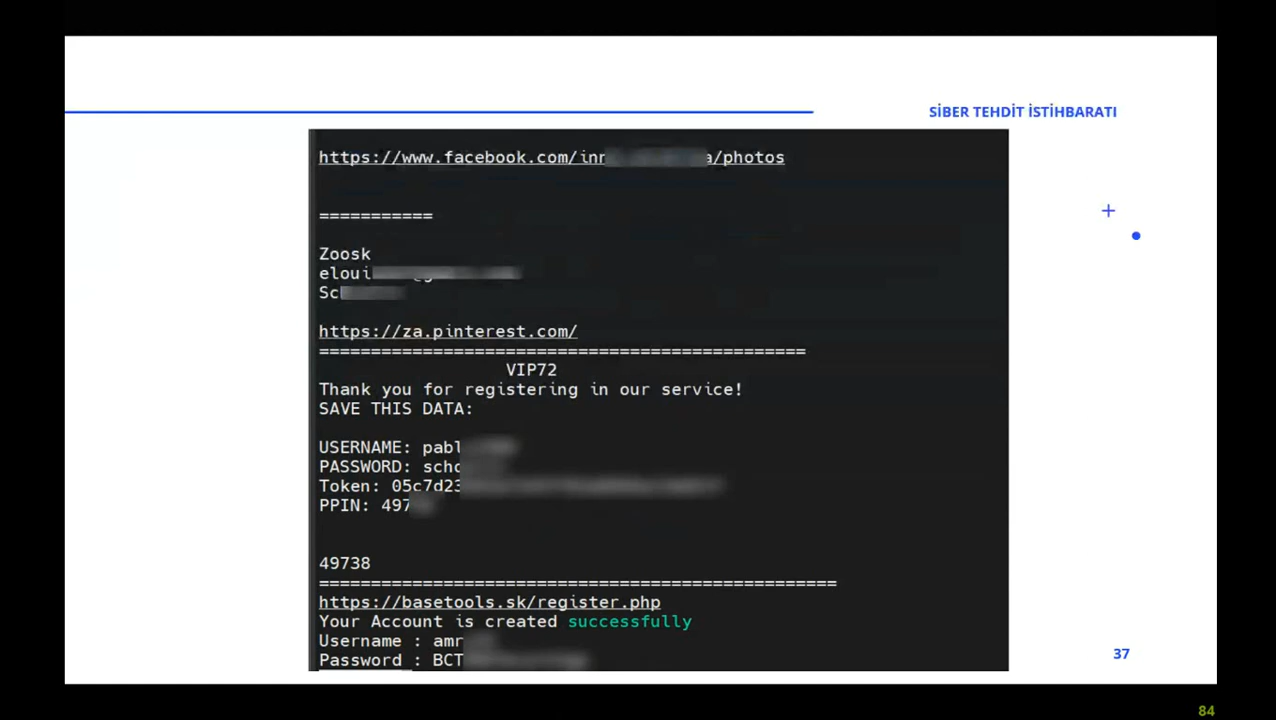 SİBER TEHDİT İSTİHBARATI
https://www.facebook.com/inn a/photos
===========
Zoosk
eloui
Sc
https://za.pinterest.com/
===============================================
VIP72
Thank you for registering in our service!
SAVE THIS DATA:
USERNAME: pabl
PASSWORD: scho
Token: 05c7d23
PPIN: 497
49738
==================================================
https://basetools.sk/register.php
Your Account is created successfully
Username : amr
Password : BCT
37
84